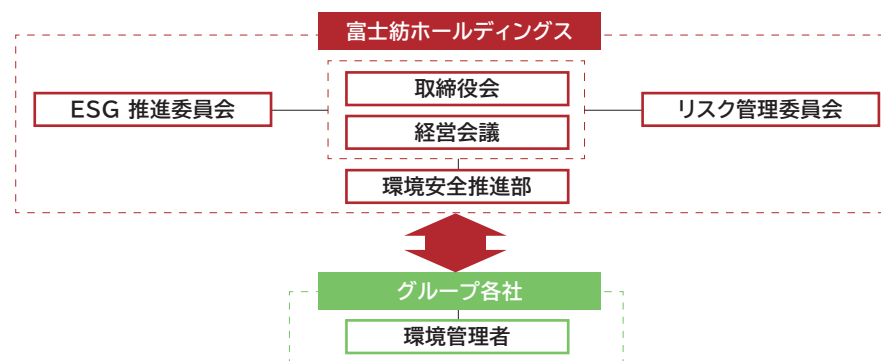 富士紡ホールディングス
取締役会
ESG 推進委員会
リスク管理委員会
経営会議
環境安全推進部
グループ各社
環境管理者